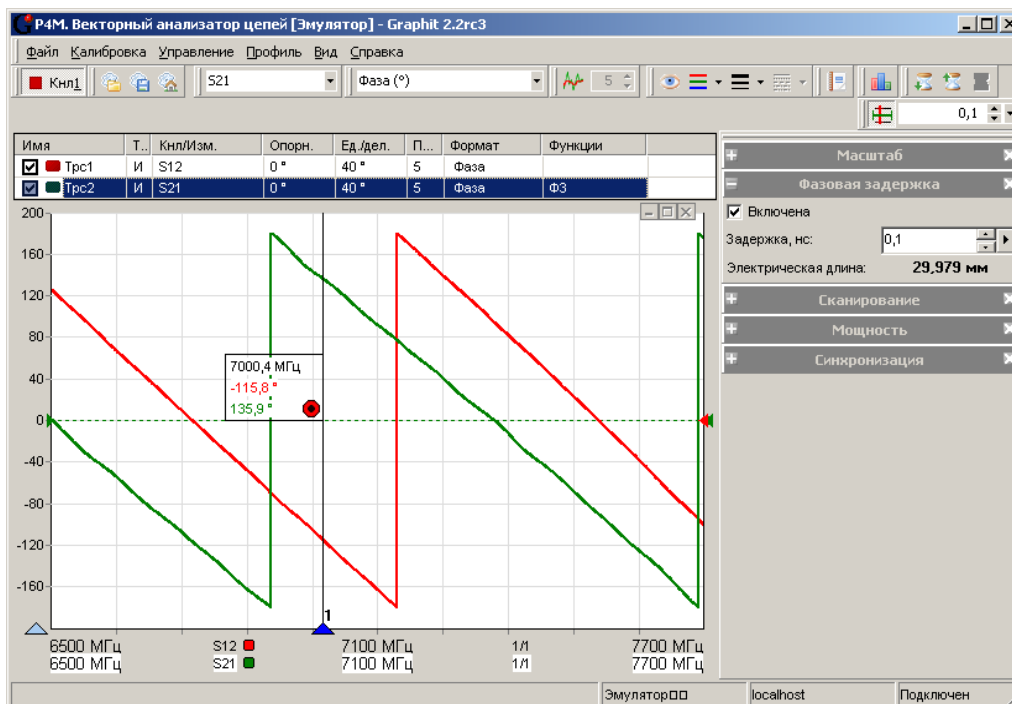 Р4М. Векторный анализатор цепей [Эмулятор] - Graphit 2.2rc3
Файл Калибровка Управление Профиль Вид Справка
Кнл1 S21 Фаза (°) 5
0,1
Имя Т.. Кнл/Изм. Опорн. Ед./дел. П... Формат Функции
Трс1 И S12 0 ° 40 ° 5 Фаза
Трс2 И S21 0 ° 40 ° 5 Фаза ФЗ
Масштаб
Фазовая задержка
Включена
Задержка, нс: 0,1
Электрическая длина: 29,979 мм
Сканирование
Мощность
Синхронизация
200
160
120
80
40
0
-40
-80
-120
-160
7000,4 МГц
-115,8 °
135,9 °
1
6500 МГц S12 7100 МГц 1/1 7700 МГц
6500 МГц S21 7100 МГц 1/1 7700 МГц
Эмулятор localhost Подключен